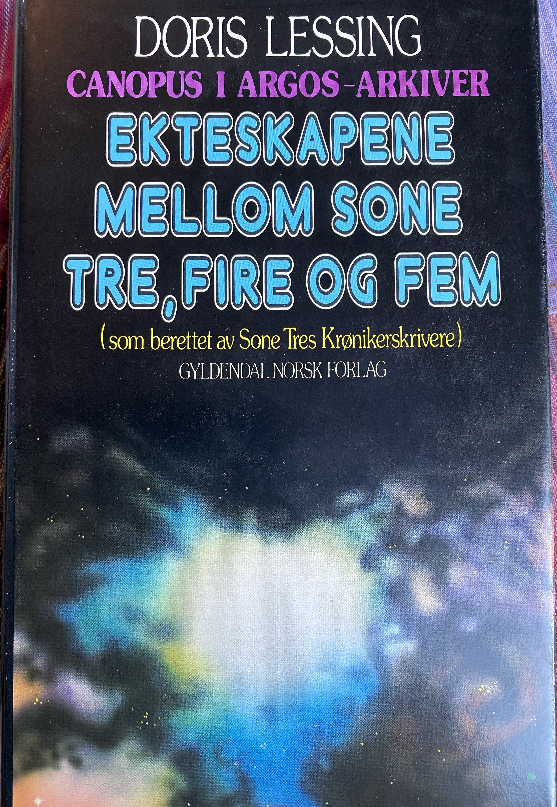 DORIS LESSING
CANOPUS I ARGOS-ARKIVER
EKTESKAPENE
MELLOM SONE
TRE, FIRE OG FEM
(som berettet av Sone Tres Krønikerskrivere)
GYLDENDAL NORSK FORLAG